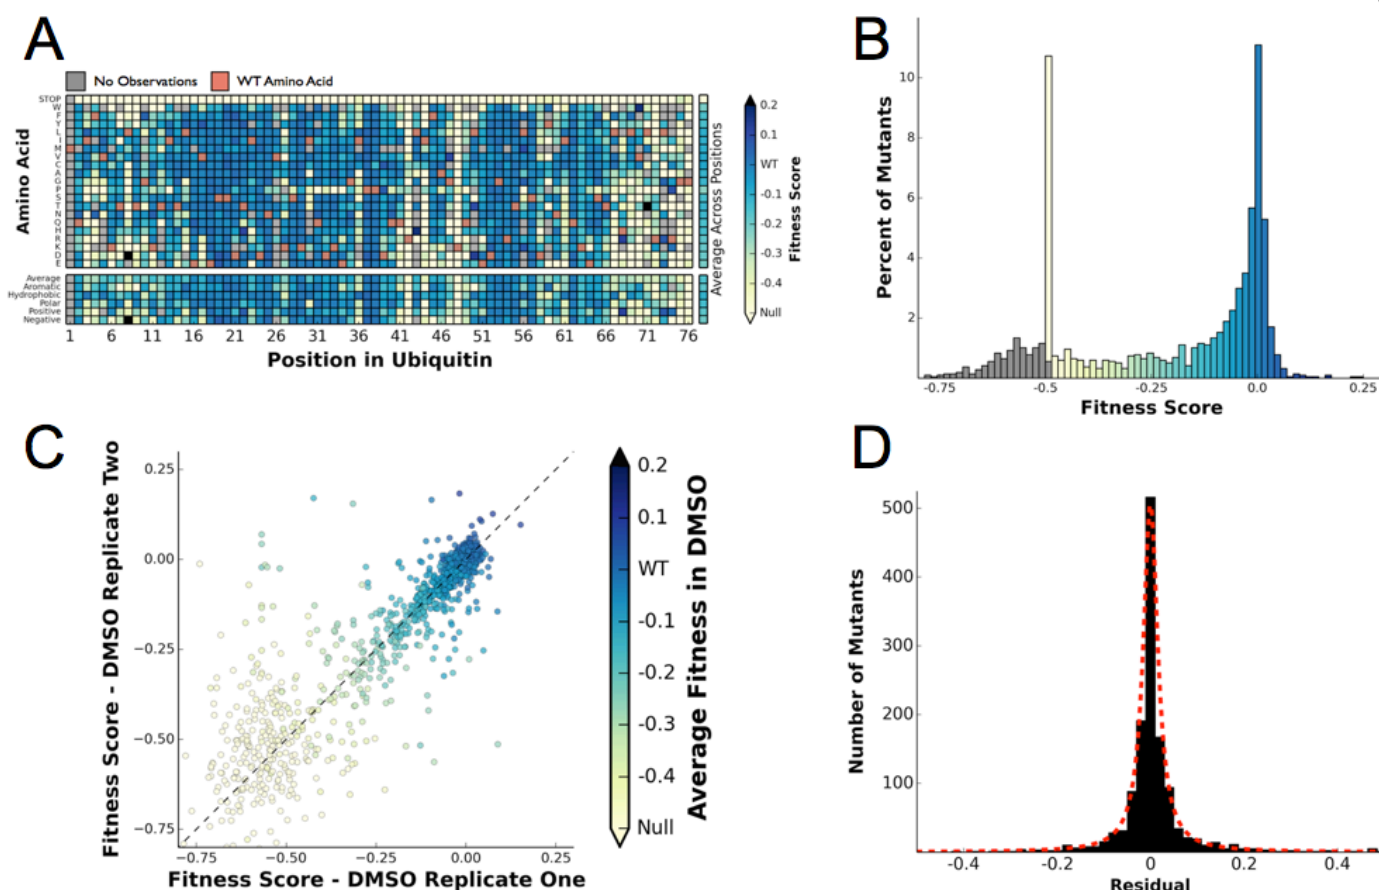 A
No Observations
WT Amino Acid
Amino Acid
STOP
W
F
Y
L
I
M
V
C
A
G
P
S
T
N
Q
H
R
K
D
E
Average
Aromatic
Hydrophobic
Polar
Positive
Negative
1 6 11 16 21 26 31 36 41 46 51 56 61 66 71 76
Position in Ubiquitin
Average Across Positions
0.2
0.1
WT
-0.1
-0.2
-0.3
-0.4
Null
Fitness Score
B
Percent of Mutants
10
8
6
4
2
-0.75 -0.5 -0.25 0.0 0.25
Fitness Score
C
Fitness Score - DMSO Replicate Two
0.25
0.00
−0.25
−0.50
−0.75
−0.75 −0.50 −0.25 0.00 0.25
Fitness Score - DMSO Replicate One
0.2
0.1
WT
-0.1
-0.2
-0.3
-0.4
Null
Average Fitness in DMSO
D
Number of Mutants
500
400
300
200
100
-0.4 -0.2 0 0.2 0.4
Residual